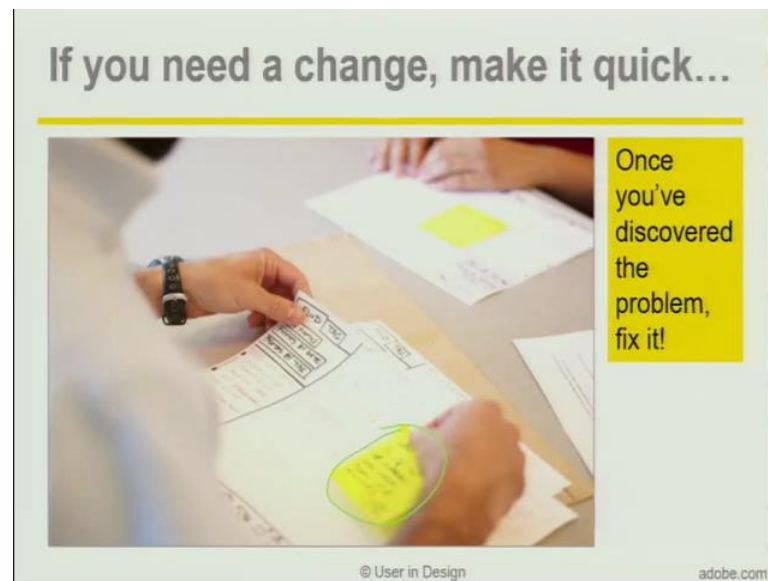 If you need a change, make it quick...
Once
you've
discovered
the
problem,
fix it!
© User in Design
adobe.com